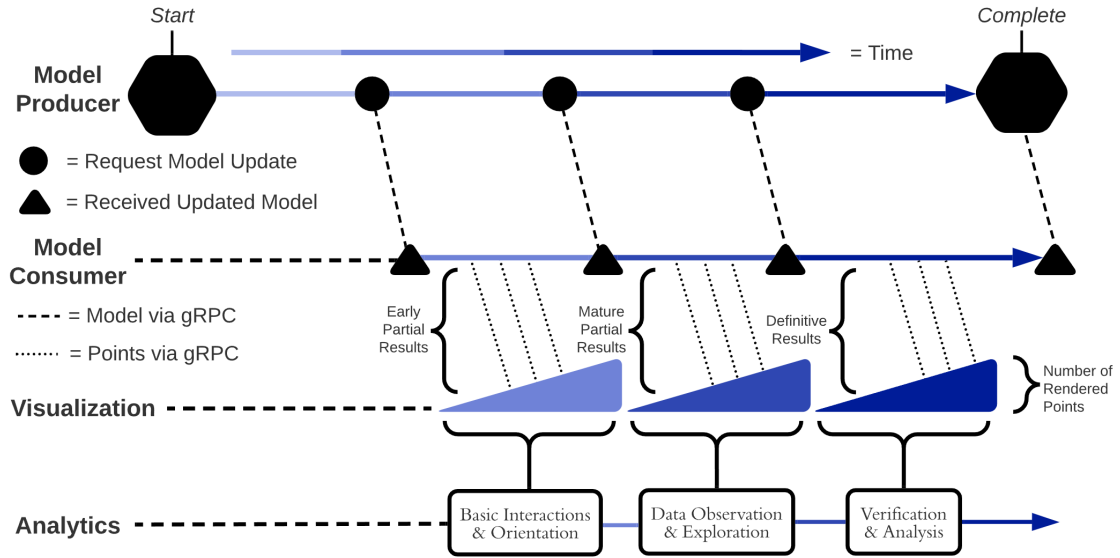 Start
Complete
= Time
Model
Producer
= Request Model Update
= Received Updated Model
Model
Consumer
= Model via gRPC
= Points via gRPC
Early
Partial
Results
Mature
Partial
Results
Definitive
Results
Number of
Rendered
Points
Visualization
Analytics
Basic Interactions
& Orientation
Data Observation
& Exploration
Verification
& Analysis